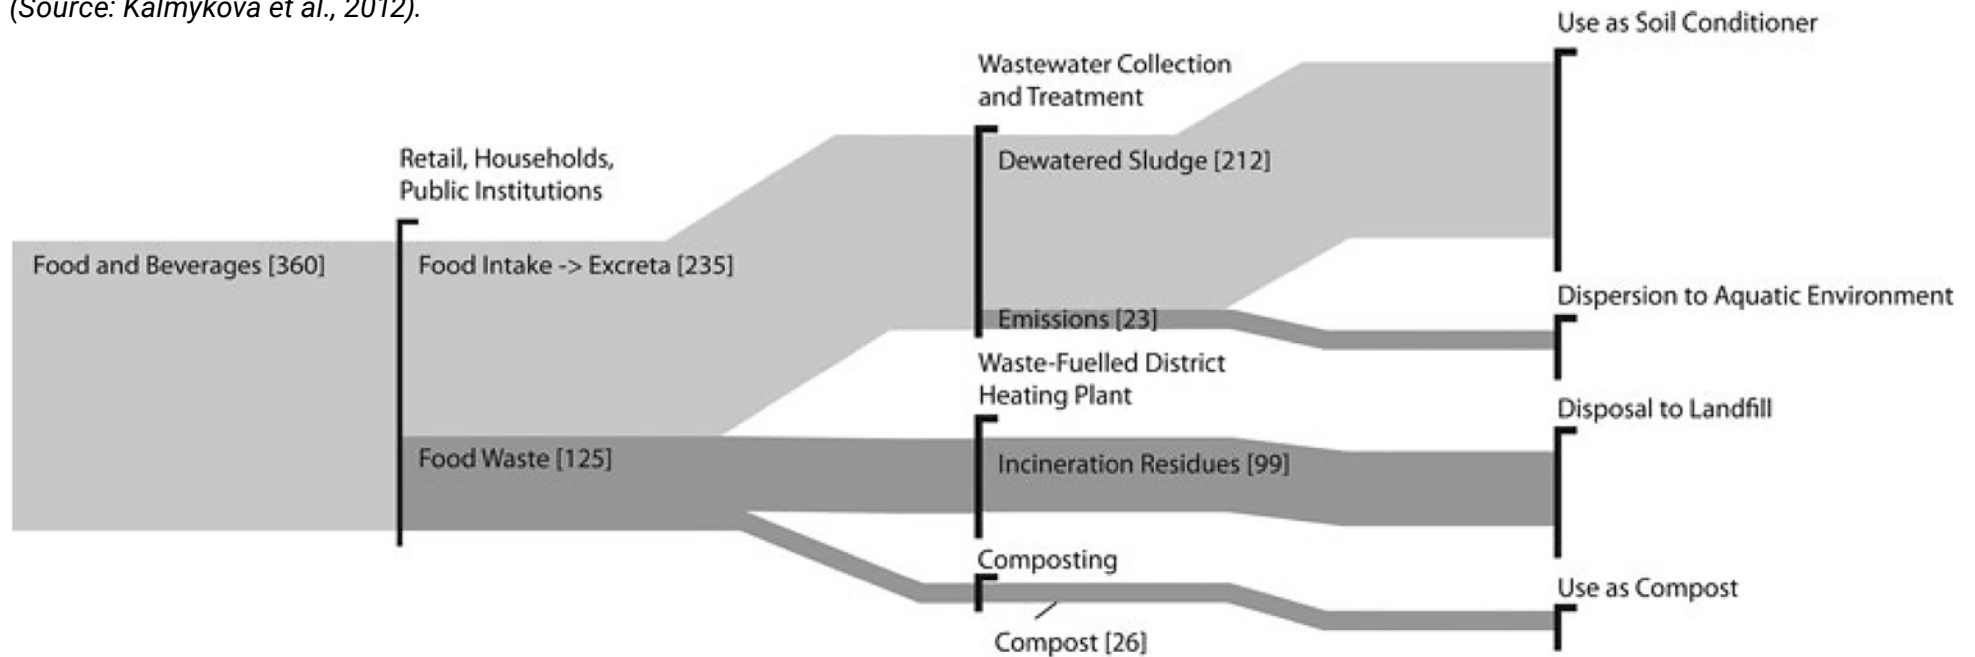 (Source: Kalmykova et al., 2012).
Use as Soil Conditioner
Wastewater Collection
and Treatment
Retail, Households,
Public Institutions
Dewatered Sludge [212]
Food and Beverages [360]
Food Intake -> Excreta [235]
Dispersion to Aquatic Environment
Emissions [23]
Waste-Fuelled District
Heating Plant
Disposal to Landfill
Food Waste [125]
Incineration Residues [99]
Composting
Use as Compost
Compost [26]